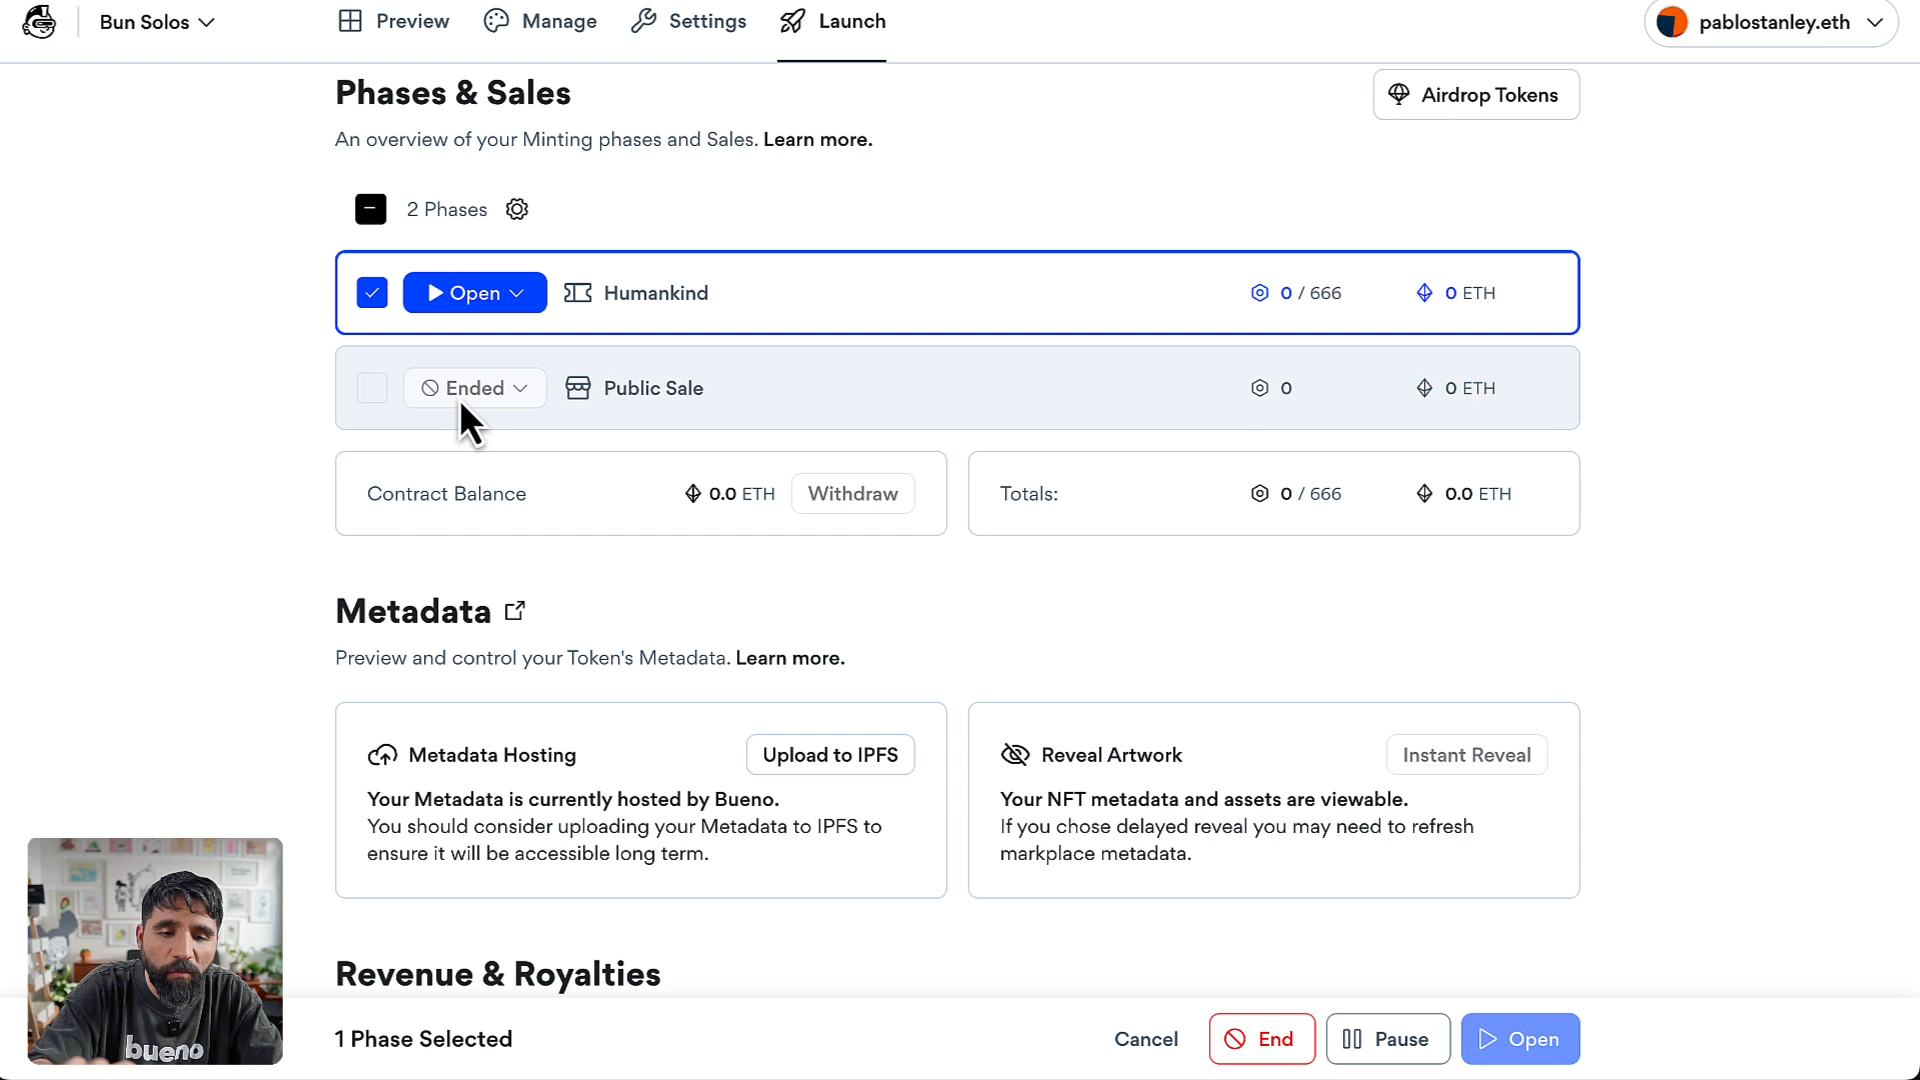 Bun Solos
Preview
Manage
Settings
Launch
pablostanley.eth
Phases & Sales
Airdrop Tokens
An overview of your Minting phases and Sales. Learn more.
2 Phases
Open
Humankind
0 / 666
0 ETH
Ended
Public Sale
0
0 ETH
Contract Balance
0.0 ETH
Withdraw
Totals:
0 / 666
0.0 ETH
Metadata
Preview and control your Token's Metadata. Learn more.
Metadata Hosting
Upload to IPFS
Your Metadata is currently hosted by Bueno.
You should consider uploading your Metadata to IPFS to
ensure it will be accessible long term.
Reveal Artwork
Instant Reveal
Your NFT metadata and assets are viewable.
If you chose delayed reveal you may need to refresh
markplace metadata.
Revenue & Royalties
bueno
1 Phase Selected
Cancel
End
Pause
Open